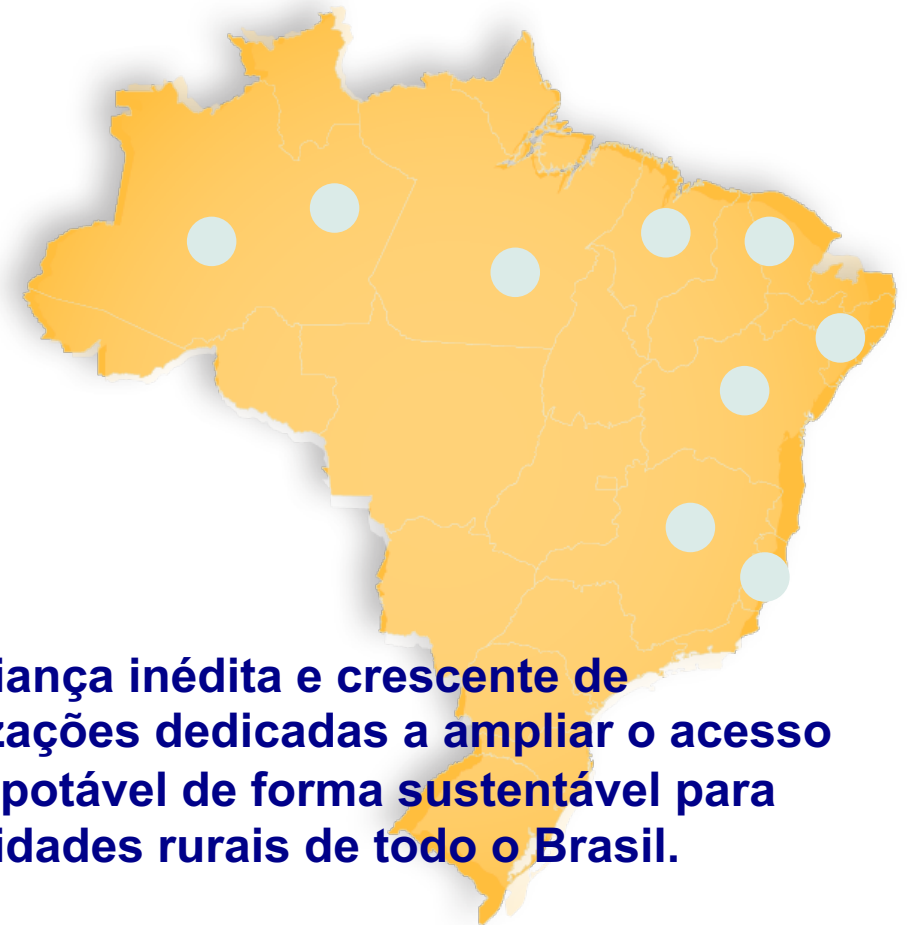 iança inédita e crescente de
zações dedicadas a ampliar o acesso
potável de forma sustentável para
idades rurais de todo o Brasil.